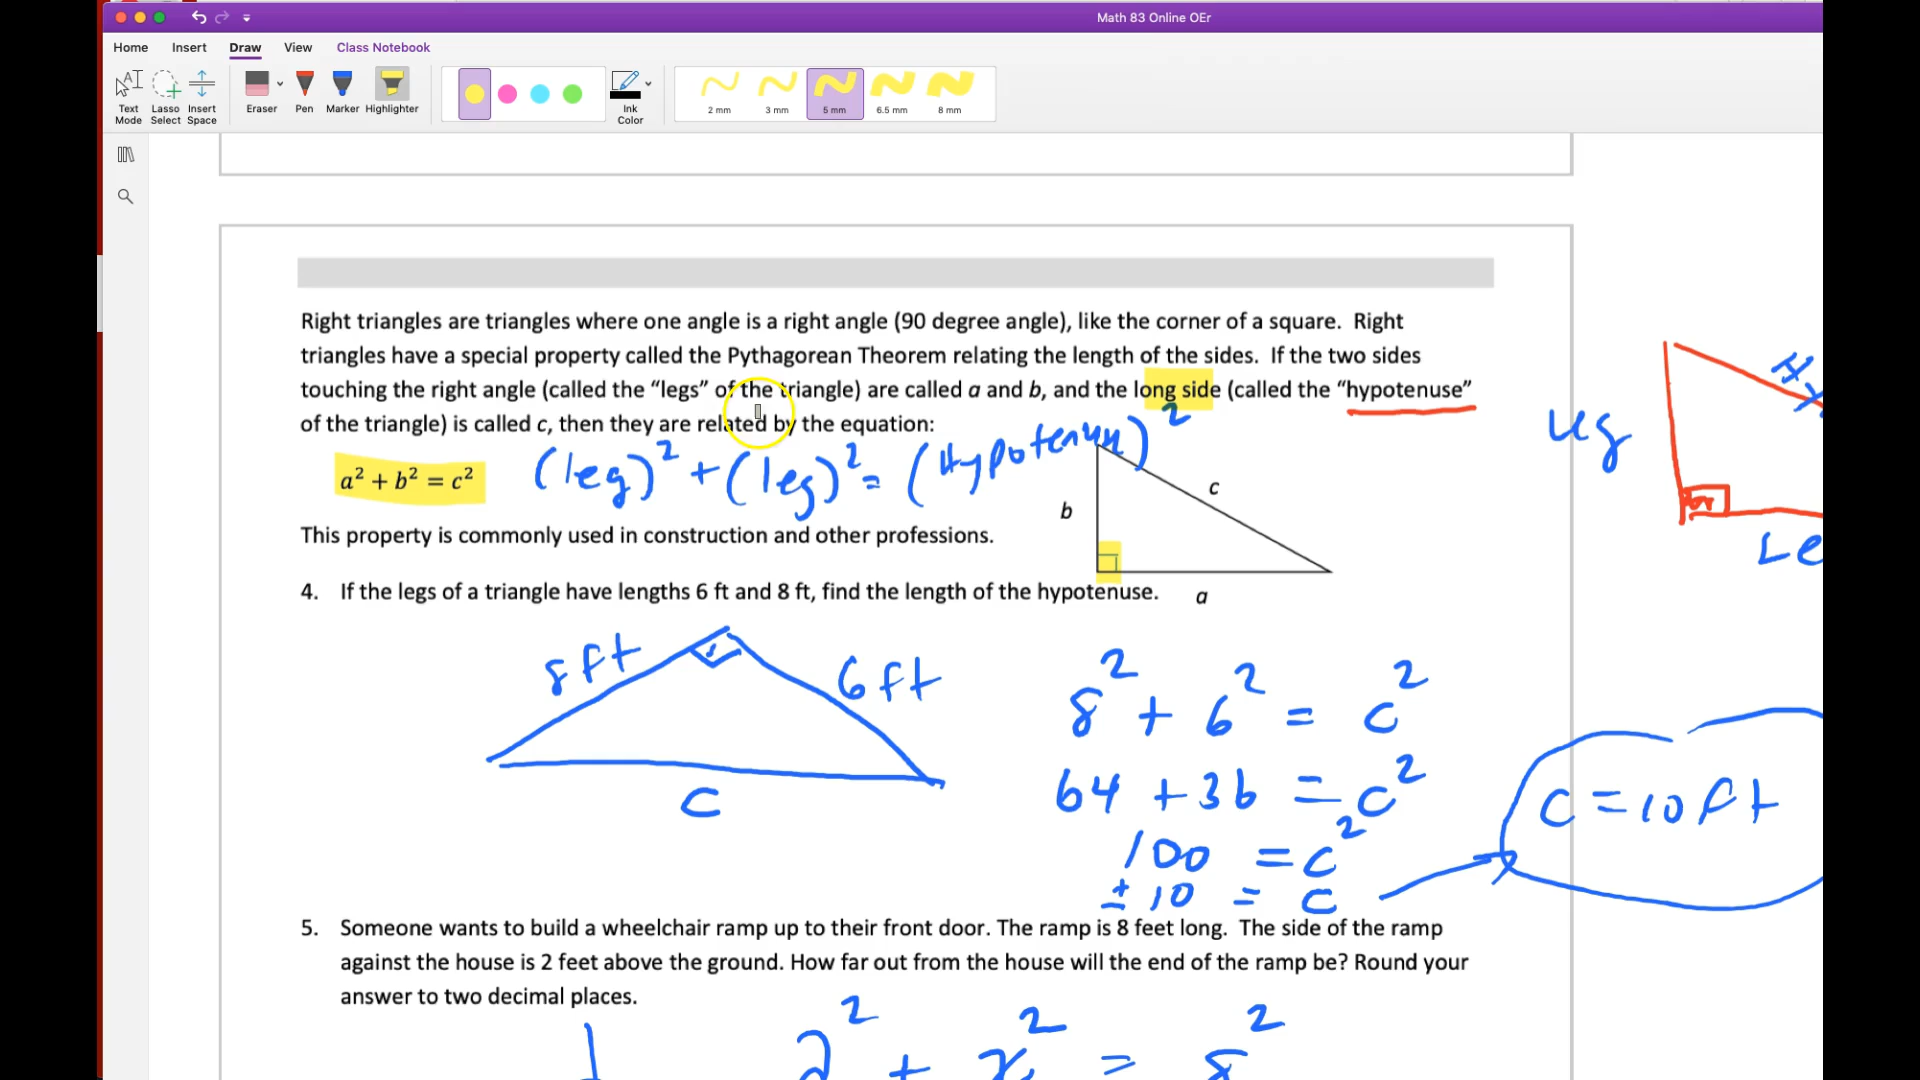 Math 83 Online OEr
Home Insert Draw View Class Notebook
Text Mode Lasso Select Insert Space Eraser Pen Marker Highlighter Ink Color 2 mm 3 mm 5 mm 6.5 mm 8 mm
Right triangles are triangles where one angle is a right angle (90 degree angle), like the corner of a square. Right
triangles have a special property called the Pythagorean Theorem relating the length of the sides. If the two sides
touching the right angle (called the “legs” of the triangle) are called a and b, and the long side (called the “hypotenuse”
of the triangle) is called c, then they are related by the equation:
a² + b² = c² (leg)² + (leg)² = (Hypotenuse)²
leg
Hy
Le
c
b
a
This property is commonly used in construction and other professions.
4. If the legs of a triangle have lengths 6 ft and 8 ft, find the length of the hypotenuse.
8 ft 6 ft
c
8² + 6² = c²
64 + 36 = c²
100 = c²
± 10 = c
c = 10 ft
5. Someone wants to build a wheelchair ramp up to their front door. The ramp is 8 feet long. The side of the ramp
against the house is 2 feet above the ground. How far out from the house will the end of the ramp be? Round your
answer to two decimal places.
2² + x² = 8²